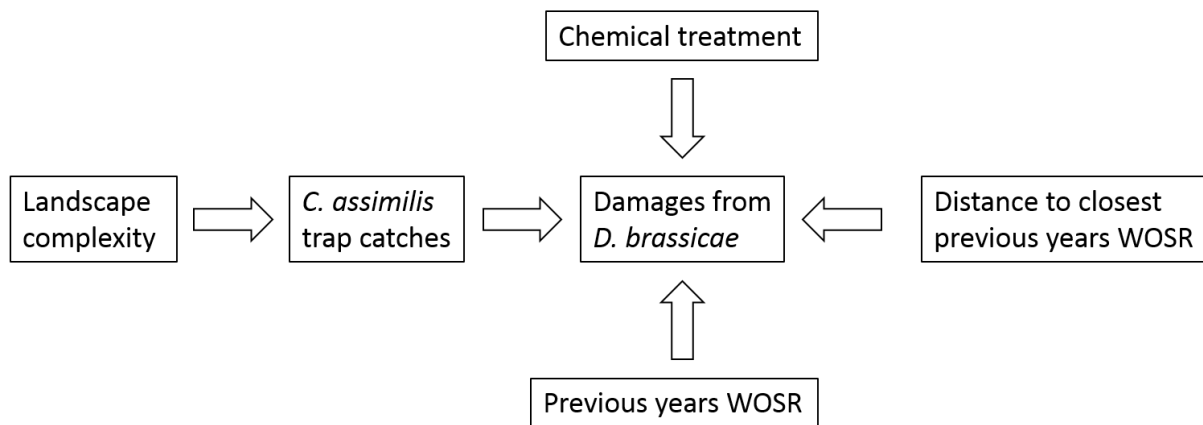 Chemical treatment
Landscape
complexity
C. assimilis
trap catches
Damages from
D. brassicae
Distance to closest
previous years WOSR
Previous years WOSR